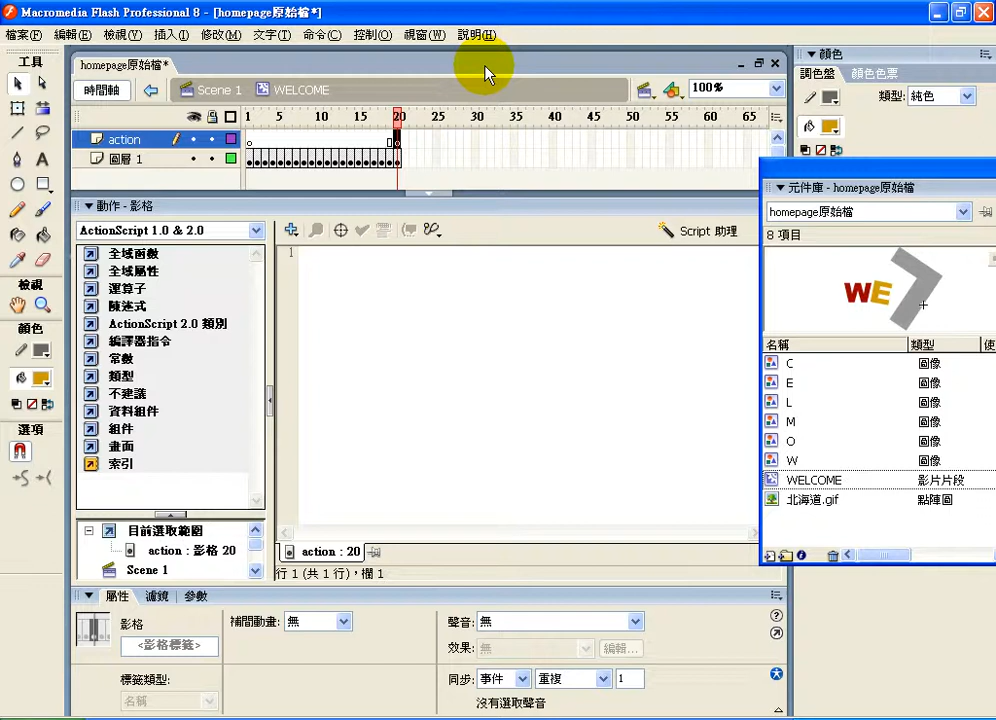 Macromedia Flash Professional 8 - [homepage原始檔*]
檔案(F) 編輯(E) 檢視(V) 插入(I) 修改(M) 文字(T) 命令(C) 控制(O) 視窗(W) 說明(H)
工具
homepage原始檔*
時間軸 Scene 1 WELCOME 100%
1 5 10 15 20 25 30 35 40 45 50 55 60 65
action
圖層 1
動作 - 影格
ActionScript 1.0 & 2.0
Script 助理
全域函數
全域屬性
運算子
陳述式
ActionScript 2.0 類別
編譯器指令
常數
類型
不建議
資料組件
組件
畫面
索引
1
目前選取範圍
action : 影格 20
Scene 1
action : 20
行 1 (共 1 行)，欄 1
檢視
顏色
選項
屬性 濾鏡 參數
影格
<影格標籤>
標籤類型:
名稱
補間動畫: 無
聲音: 無
效果: 無 編輯...
同步: 事件 重複 1
沒有選取聲音
顏色
調色盤 顏色色票
類型: 純色
元件庫 - homepage原始檔
homepage原始檔
8 項目
WE
名稱 類型 使
C 圖像
E 圖像
L 圖像
M 圖像
O 圖像
W 圖像
WELCOME 影片片段
北海道.gif 點陣圖